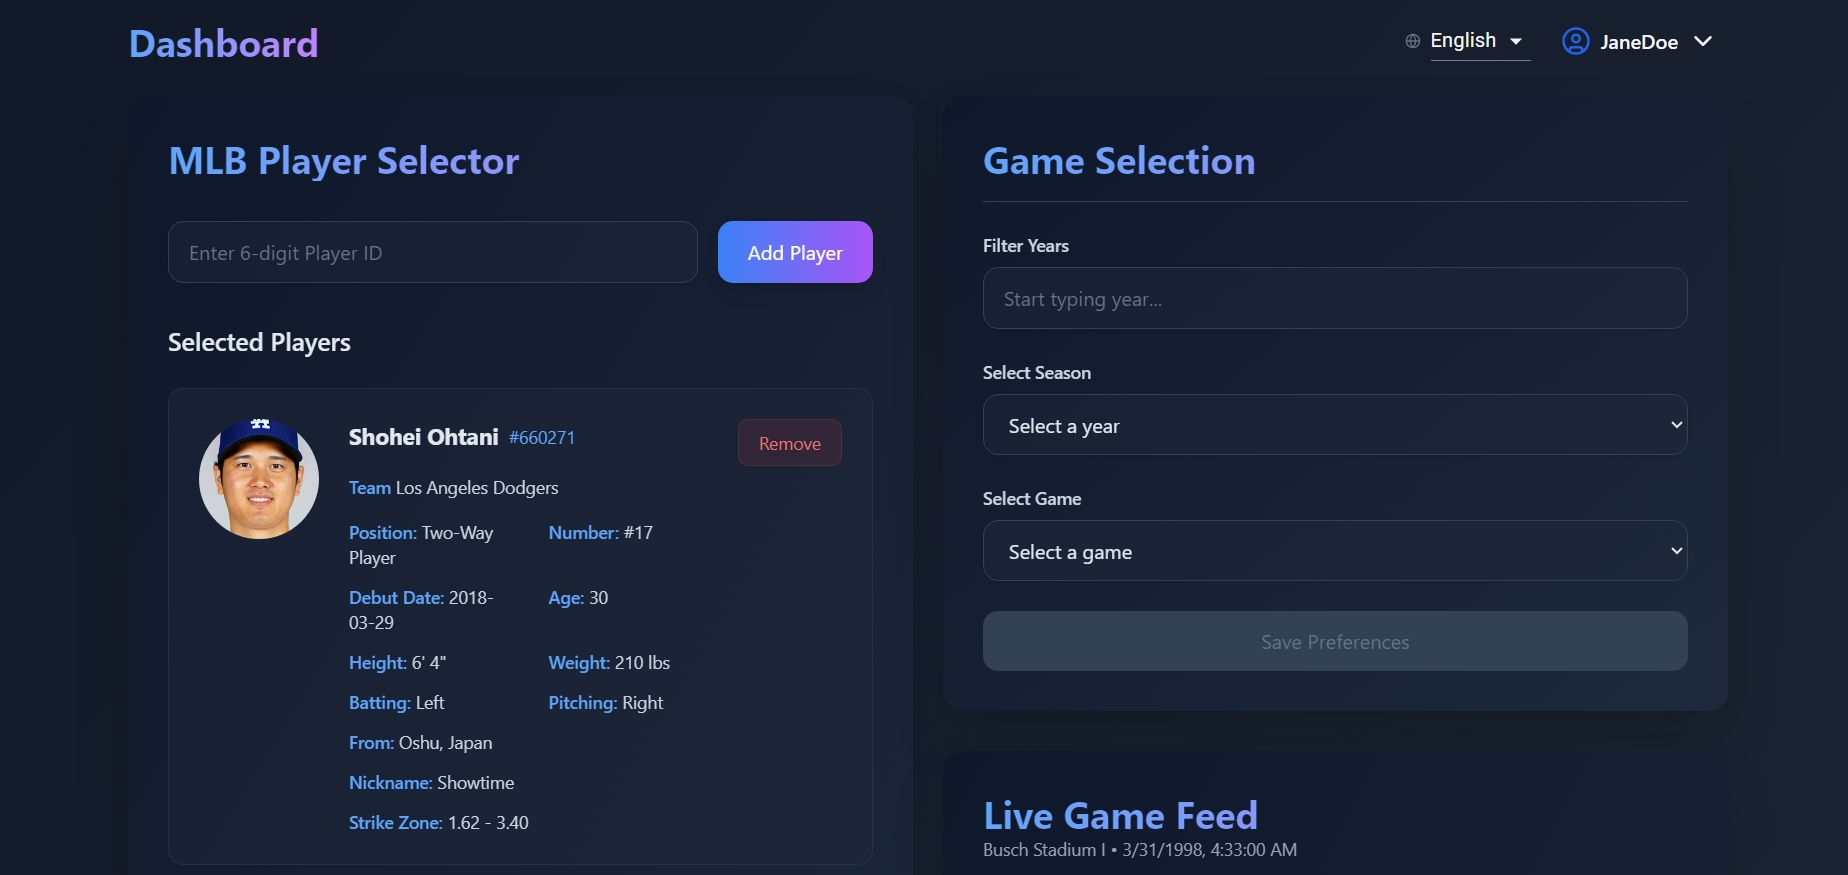 Dashboard
English
JaneDoe
MLB Player Selector
Enter 6-digit Player ID
Add Player
Selected Players
Shohei Ohtani #660271
Remove
Team Los Angeles Dodgers
Position: Two-Way
Player
Number: #17
Debut Date: 2018-
03-29
Age: 30
Height: 6' 4"
Weight: 210 lbs
Batting: Left
Pitching: Right
From: Oshu, Japan
Nickname: Showtime
Strike Zone: 1.62 - 3.40
Game Selection
Filter Years
Start typing year...
Select Season
Select a year
Select Game
Select a game
Save Preferences
Live Game Feed
Busch Stadium I • 3/31/1998, 4:33:00 AM